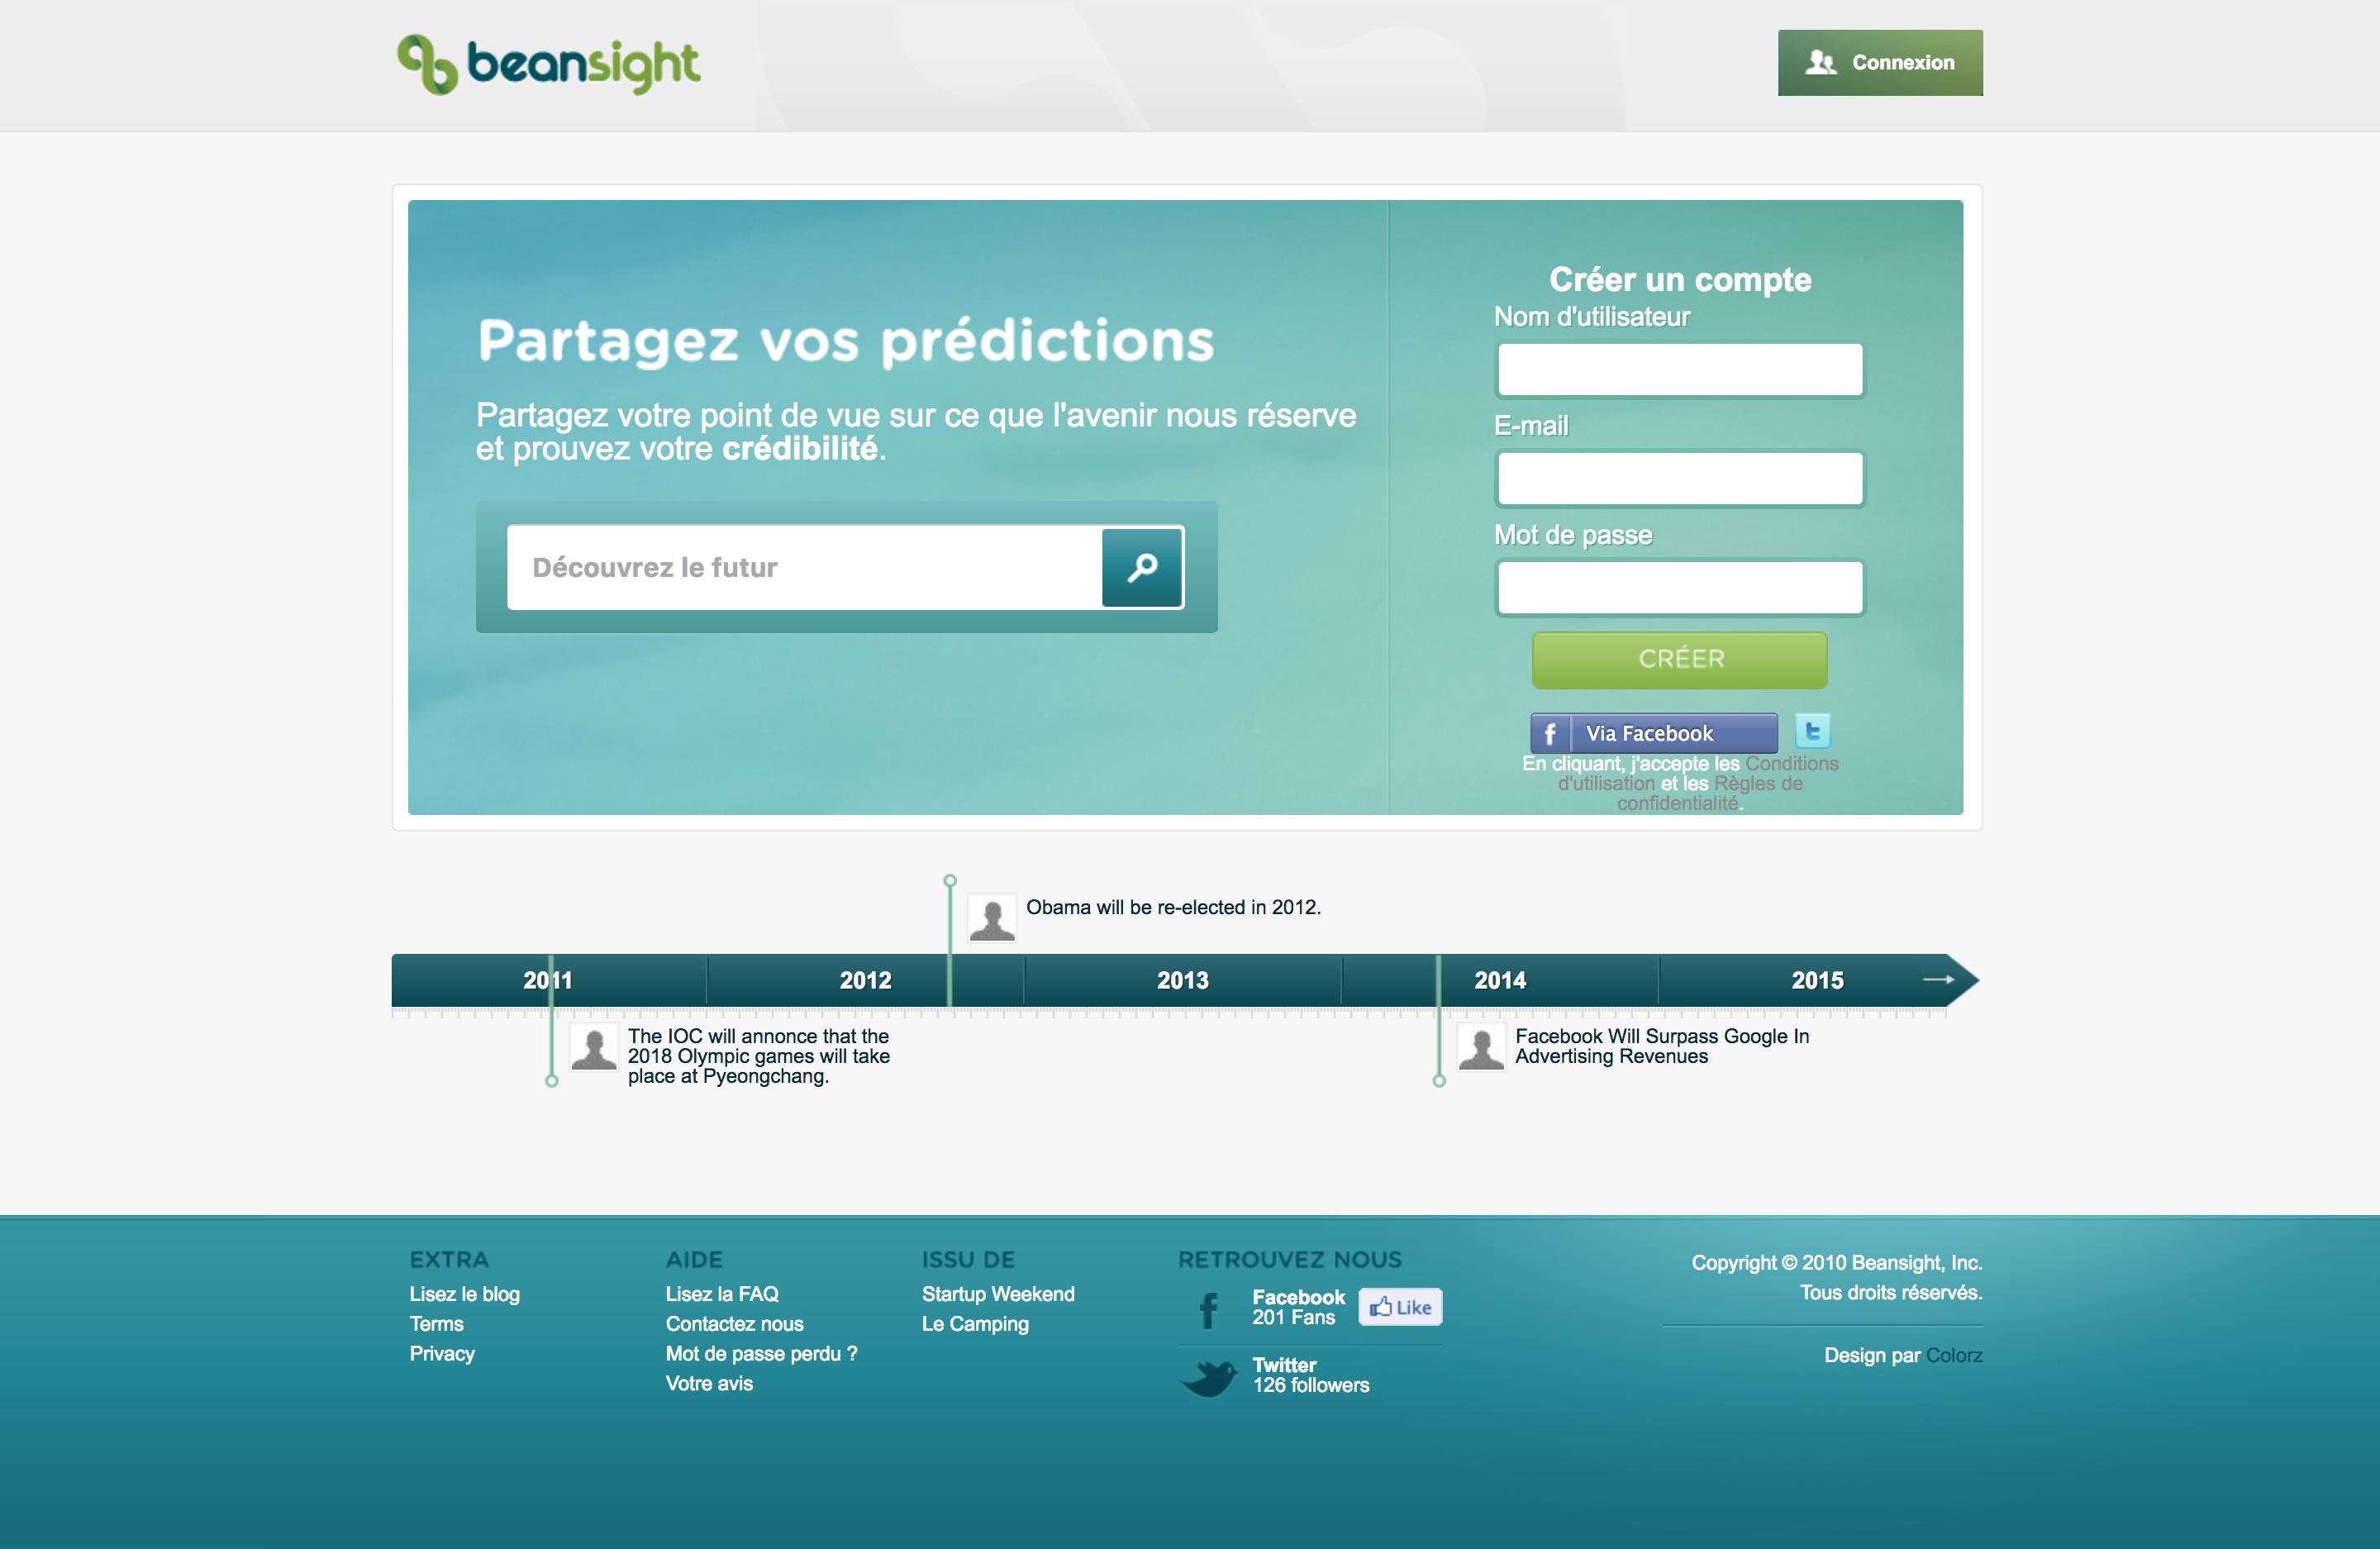 beansight
Connexion
Partagez vos prédictions
Partagez votre point de vue sur ce que l'avenir nous réserve
et prouvez votre crédibilité.
Découvrez le futur
Créer un compte
Nom d'utilisateur
E-mail
Mot de passe
CRÉER
f Via Facebook t
En cliquant, j'accepte les Conditions
d'utilisation et les Règles de
confidentialité.
Obama will be re-elected in 2012.
2011 2012 2013 2014 2015
The IOC will annonce that the
2018 Olympic games will take
place at Pyeongchang.
Facebook Will Surpass Google In
Advertising Revenues
EXTRA
Lisez le blog
Terms
Privacy
AIDE
Lisez la FAQ
Contactez nous
Mot de passe perdu ?
Votre avis
ISSU DE
Startup Weekend
Le Camping
RETROUVEZ NOUS
f Facebook
201 Fans
Like
Twitter
126 followers
Copyright © 2010 Beansight, Inc.
Tous droits réservés.
Design par Colorz